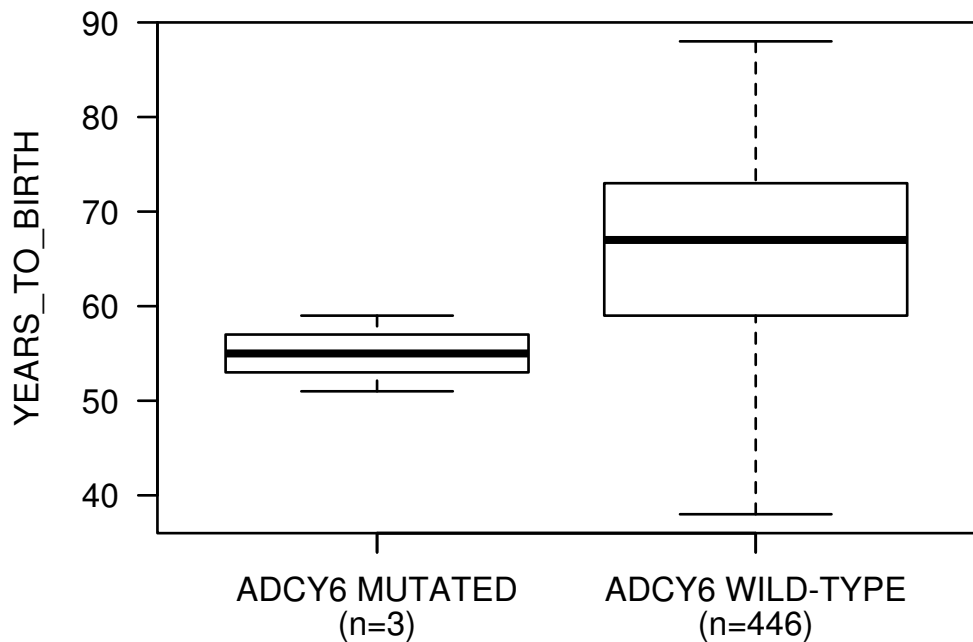 YEARS_TO_BIRTH
90
80
70
60
50
40
ADCY6 MUTATED
(n=3)
ADCY6 WILD-TYPE
(n=446)